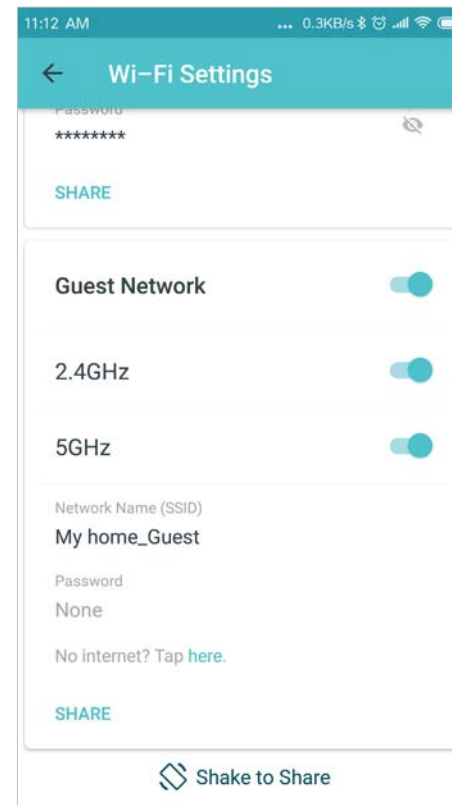 11:12 AM ... 0.3KB/s
Wi-Fi Settings
Password
********
SHARE
Guest Network
2.4GHz
5GHz
Network Name (SSID)
My home_Guest
Password
None
No internet? Tap here.
SHARE
Shake to Share